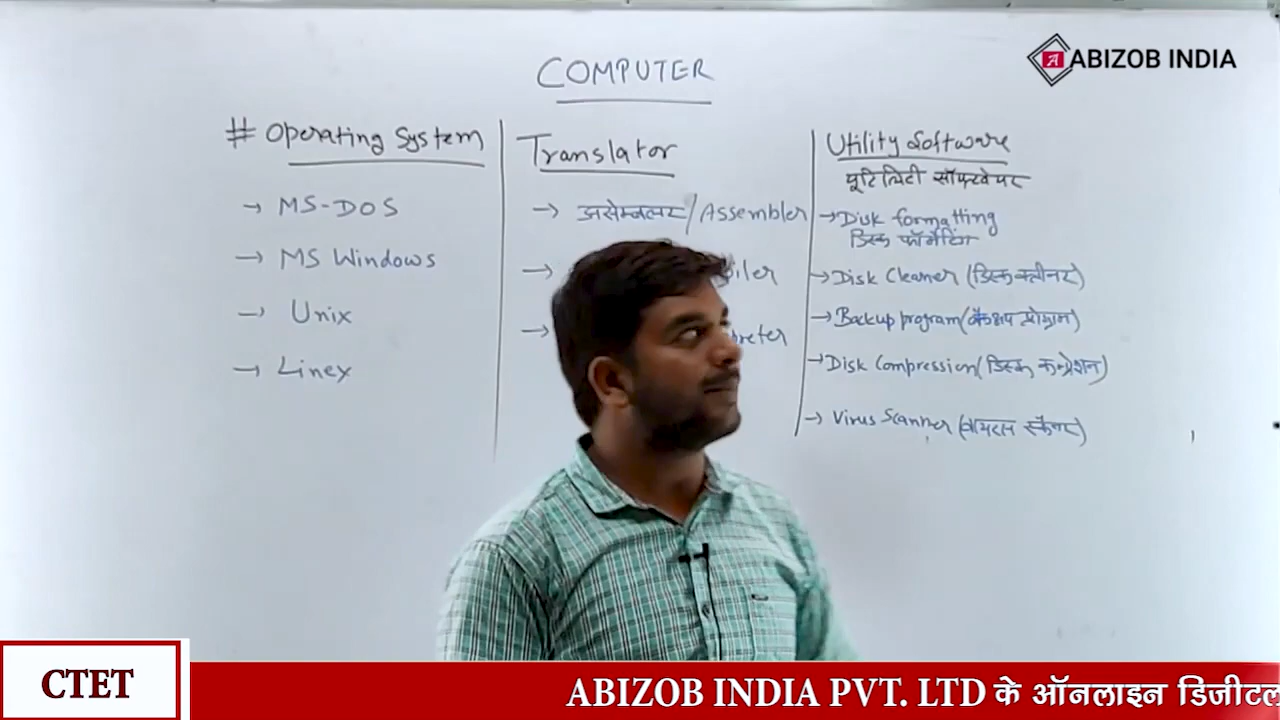 ABIZOB INDIA
COMPUTER
# Operating System
→ MS-DOS
→ MS Windows
→ Unix
→ Linex
Translator
→ असेम्बलर/Assembler
→ piler
→ preter
Utility Software
यूटिलिटी सॉफ्टवेयर
→ Disk formatting
डिस्क फॉर्मेटिंग
→ Disk Cleaner (डिस्क क्लीनर)
→ Backup program (बैकअप प्रोग्राम)
→ Disk Compression (डिस्क कम्प्रेशन)
→ Virus Scanner (वायरस स्कैनर)
CTET
ABIZOB INDIA PVT. LTD के ऑनलाइन डिजीटल